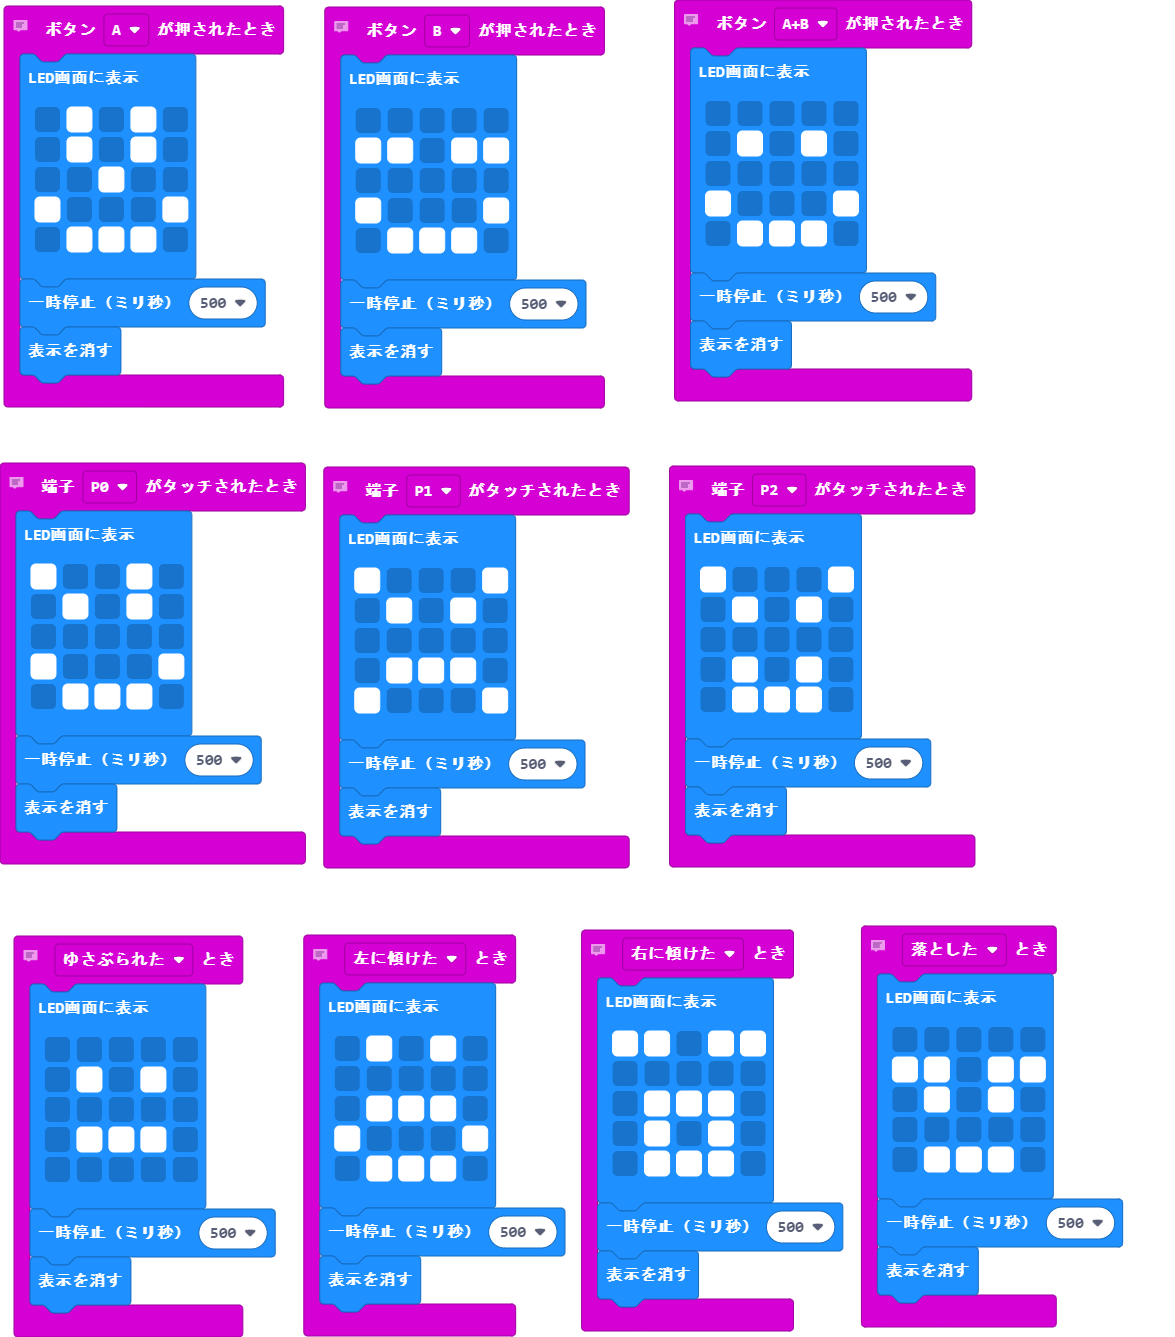 ボタン A が押されたとき
LED画面に表示
一時停止（ミリ秒） 500
表示を消す
ボタン B が押されたとき
LED画面に表示
一時停止（ミリ秒） 500
表示を消す
ボタン A+B が押されたとき
LED画面に表示
一時停止（ミリ秒） 500
表示を消す
端子 P0 がタッチされたとき
LED画面に表示
一時停止（ミリ秒） 500
表示を消す
端子 P1 がタッチされたとき
LED画面に表示
一時停止（ミリ秒） 500
表示を消す
端子 P2 がタッチされたとき
LED画面に表示
一時停止（ミリ秒） 500
表示を消す
ゆさぶられた とき
LED画面に表示
一時停止（ミリ秒） 500
表示を消す
左に傾けた とき
LED画面に表示
一時停止（ミリ秒） 500
表示を消す
右に傾けた とき
LED画面に表示
一時停止（ミリ秒） 500
表示を消す
落とした とき
LED画面に表示
一時停止（ミリ秒） 500
表示を消す